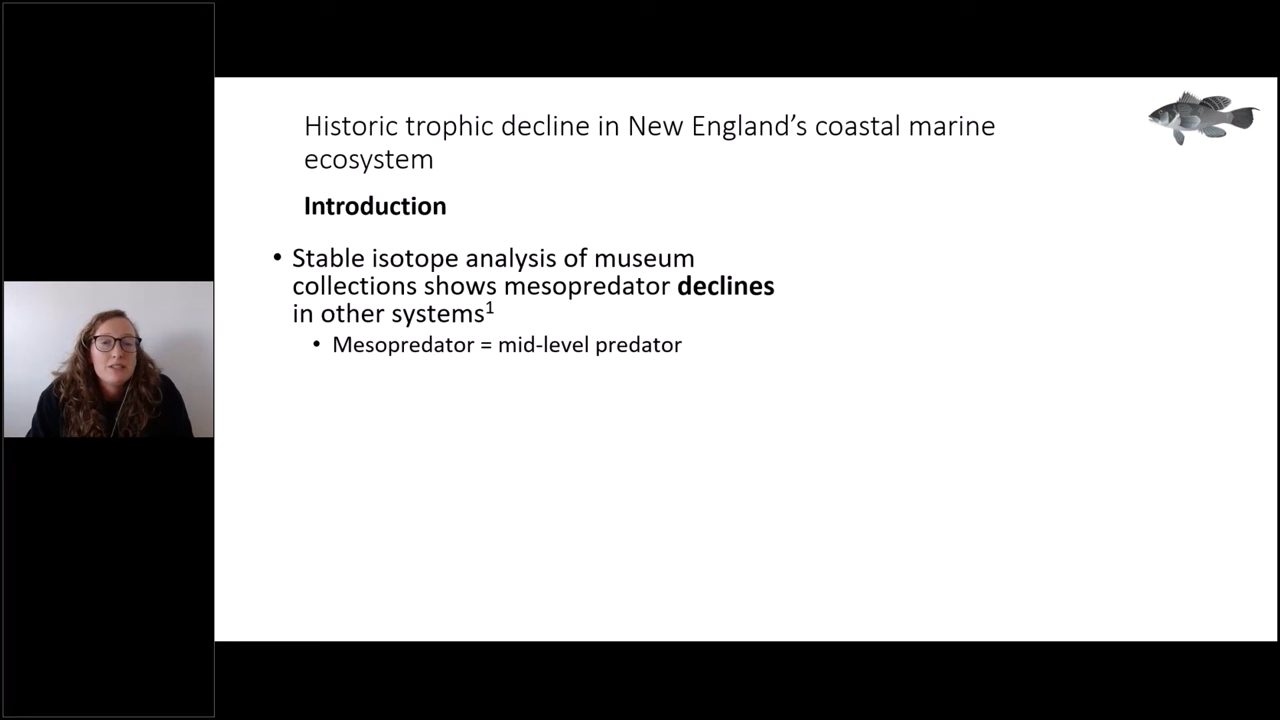 Historic trophic decline in New England’s coastal marine
ecosystem
Introduction
• Stable isotope analysis of museum
collections shows mesopredator declines
in other systems¹
• Mesopredator = mid-level predator